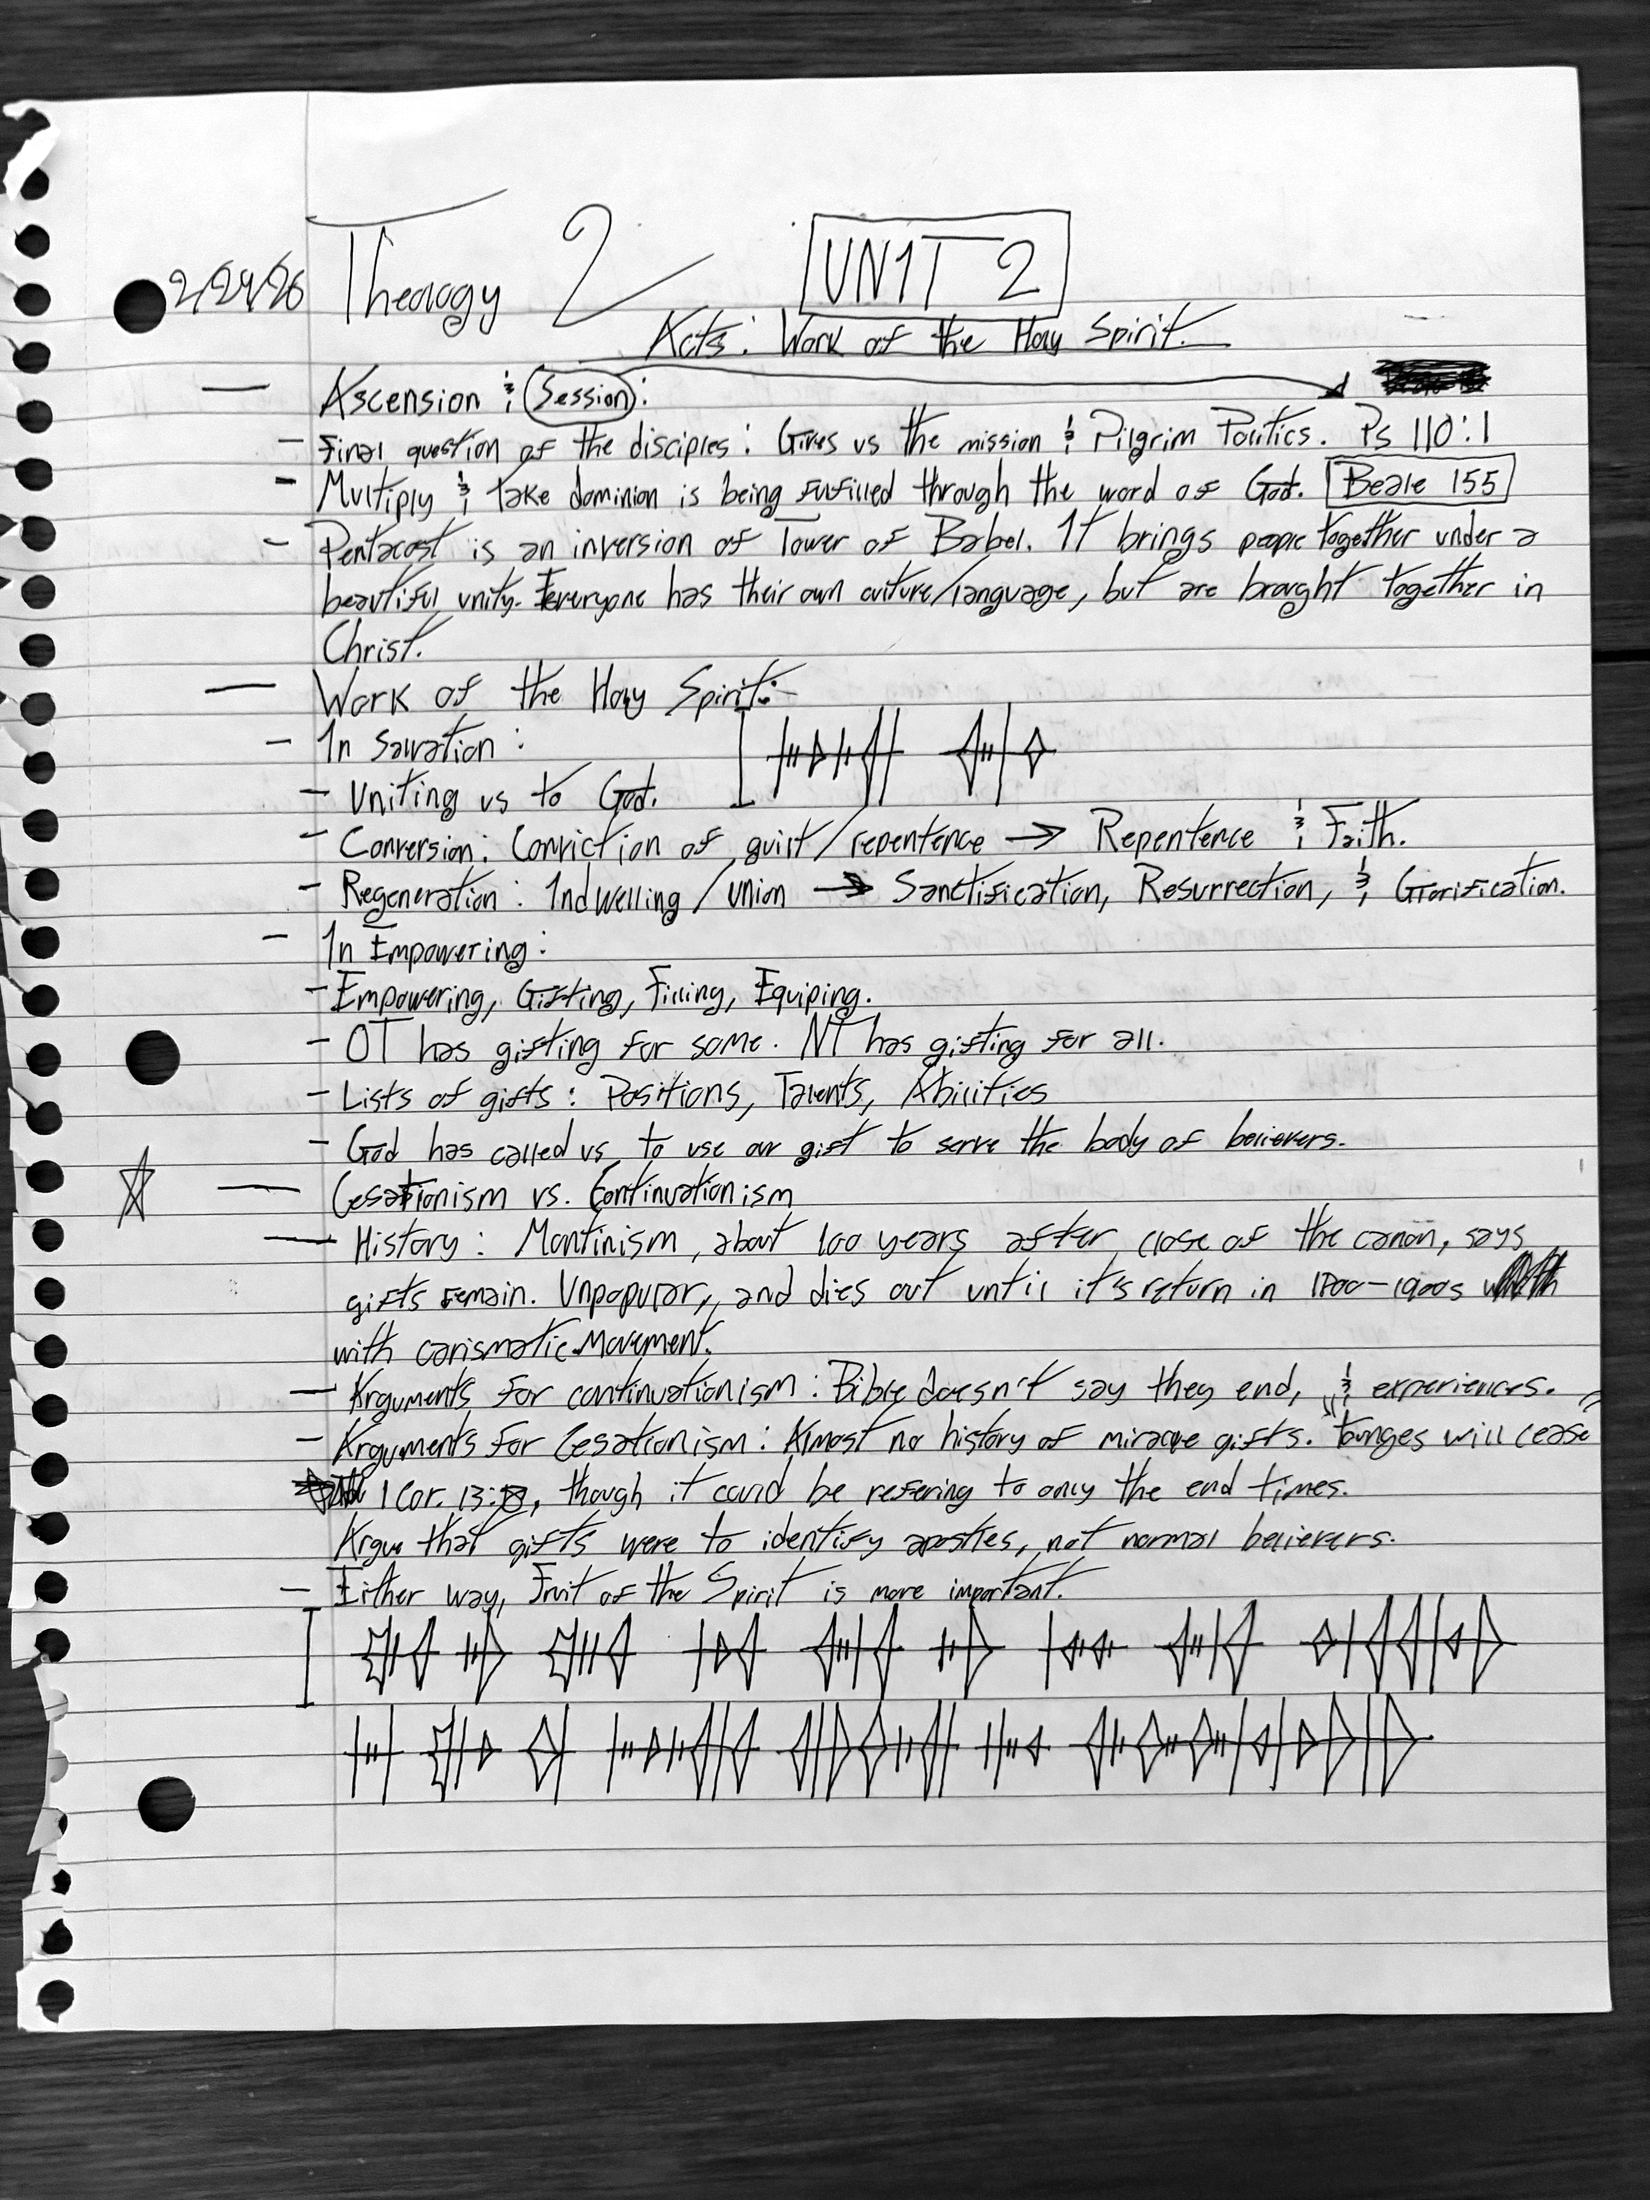 2/24/26 Theology 2 UNIT 2
Acts: Work of the Holy Spirit.
— Ascension & Session:
- Final question of the disciples: Gives us the mission & Pilgrim Politics. Ps 110:1
- Multiply & take dominion is being fulfilled through the word of God. Beale 155
- Pentacost is an inversion of Tower of Babel. It brings people together under a
beautiful unity. Everyone has their own culture/language, but are brought together in
Christ.
— Work of the Holy Spirit:
- In Salvation:
- Uniting us to God.
- Conversion: Conviction of guilt/repentence → Repentence & Faith.
- Regeneration: Indwelling/union → Sanctification, Resurrection, & Glorification.
- In Empowering:
- Empowering, Gifting, Filling, Equiping.
- OT has gifting for some. NT has gifting for all.
- Lists of gifts: Positions, Talents, Abilities
- God has called us to use our gift to serve the body of believers.
— Cesationism vs. Continuationism
— History: Montinism, about 100 years after close of the canon, says
gifts remain. Unpopular, and dies out until it's return in 1800-1900s
with carismatic Movement.
- Arguments for continuationism: Bible doesn't say they end, & experiences.
- Arguments for Cesationism: Almost no history of miracle gifts. "Tounges will cease"
1 Cor. 13:8, though it could be refering to only the end times.
Argue that gifts were to identify apostles, not normal believers.
- Either way, Fruit of the Spirit is more important.